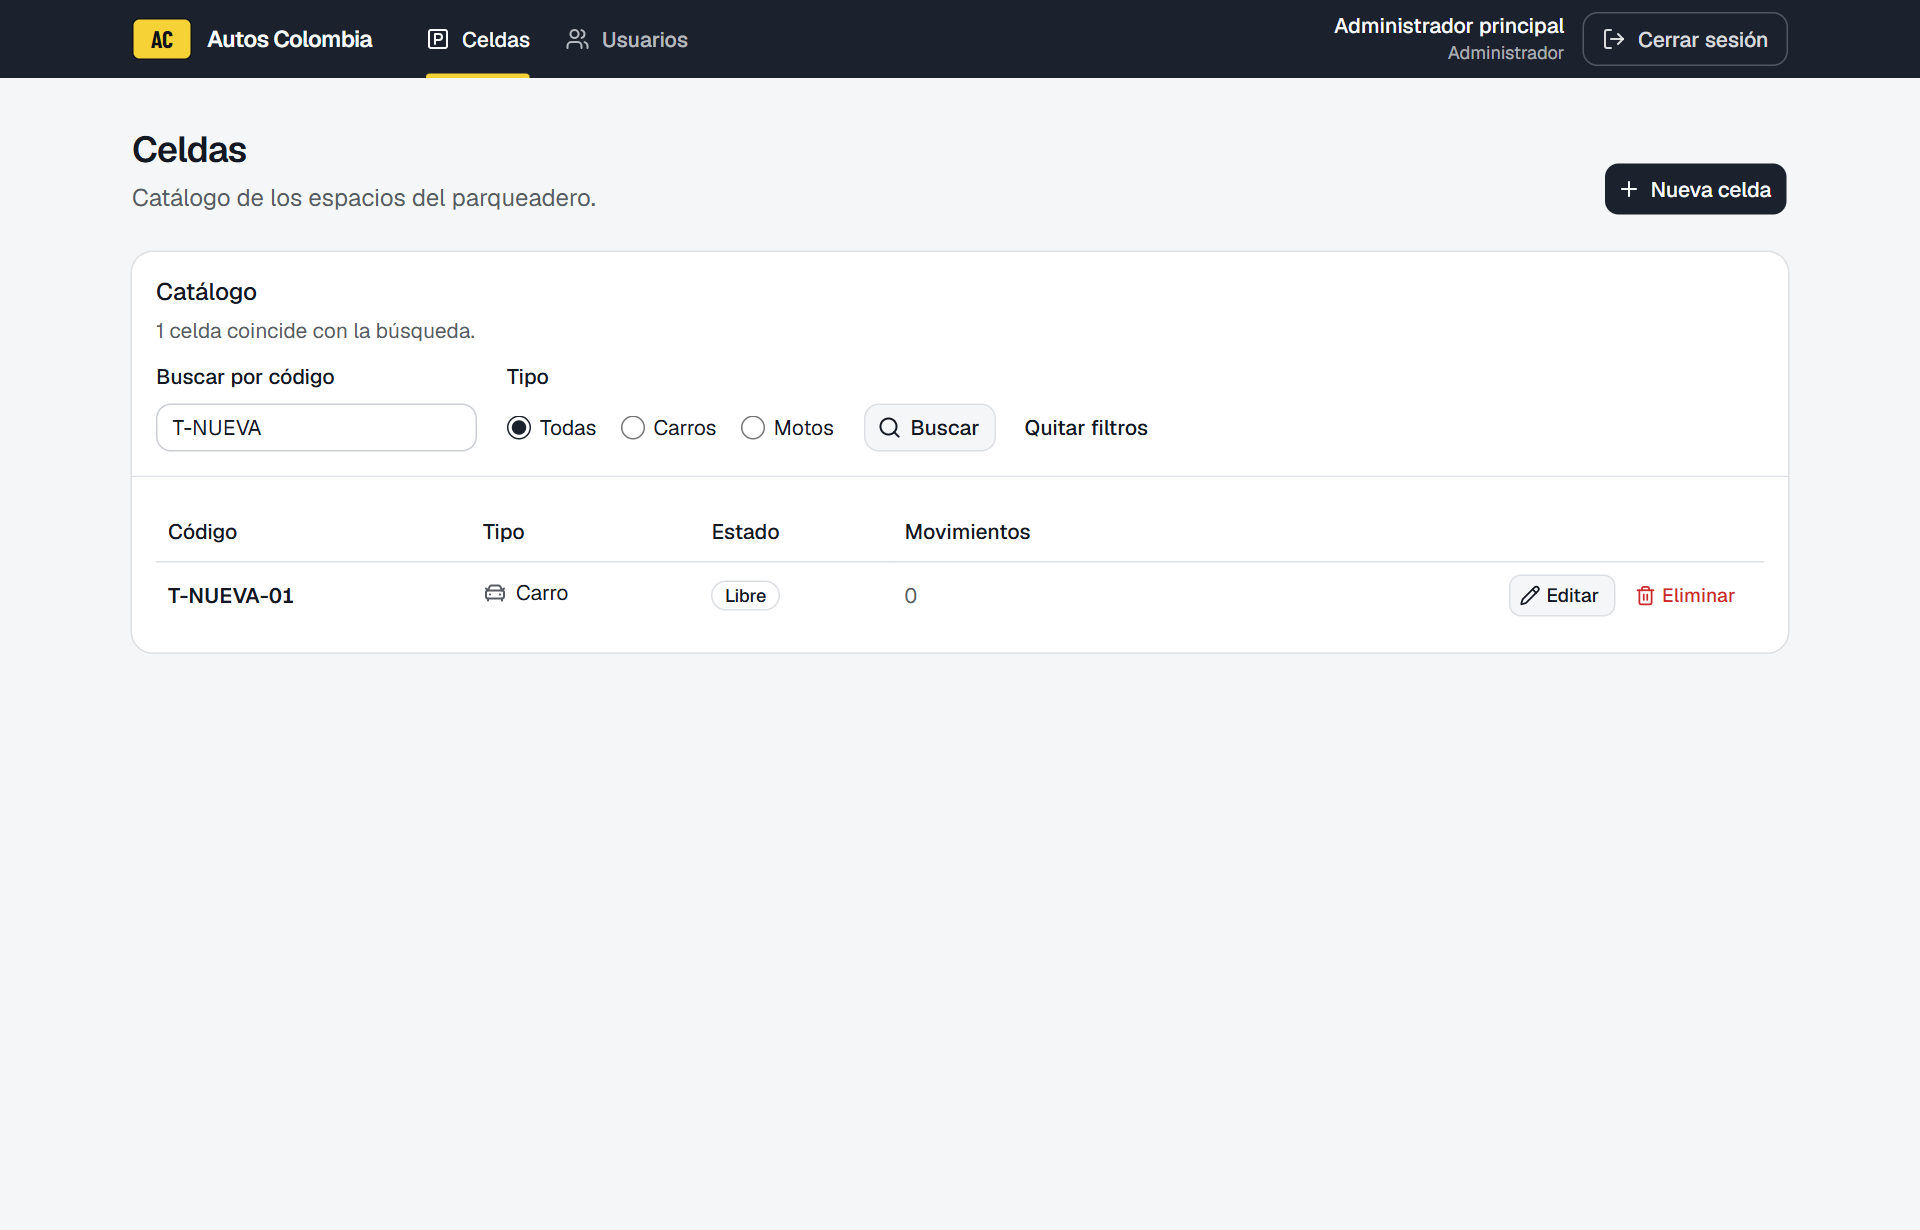 AC Autos Colombia Celdas Usuarios Administrador principal Cerrar sesión
Administrador
Celdas
Catálogo de los espacios del parqueadero.
Nueva celda
Catálogo
1 celda coincide con la búsqueda.
Buscar por código Tipo
T-NUEVA Todas Carros Motos Buscar Quitar filtros
Código Tipo Estado Movimientos
T-NUEVA-01 Carro Libre 0 Editar Eliminar